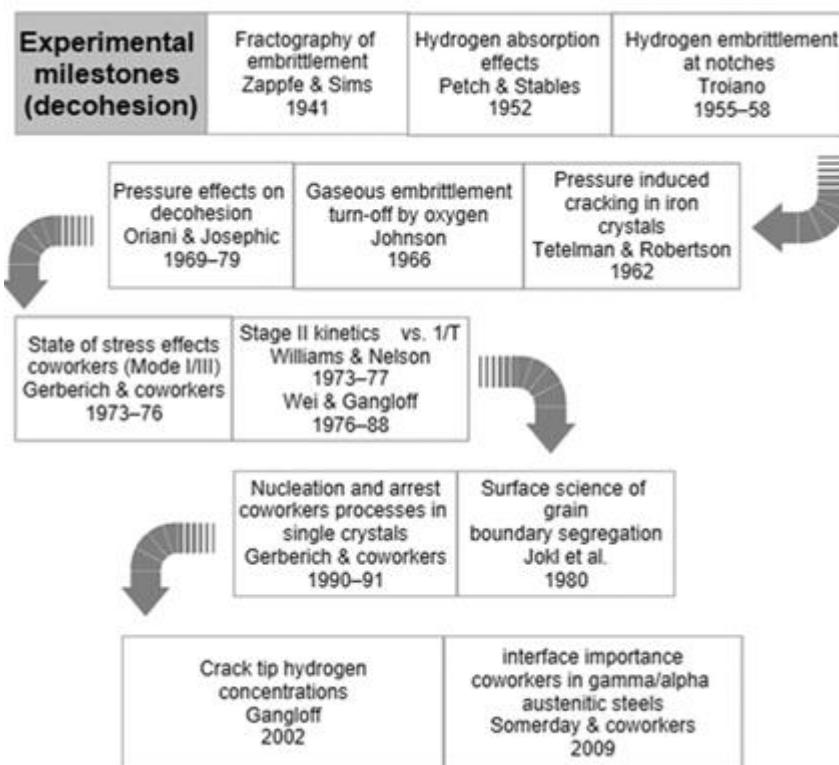 Experimental
milestones
(decohesion)
Fractography of
embrittlement
Zappfe & Sims
1941
Hydrogen absorption
effects
Petch & Stables
1952
Hydrogen embrittlement
at notches
Troiano
1955–58
Pressure effects on
decohesion
Oriani & Josephic
1969–79
Gaseous embrittlement
turn-off by oxygen
Johnson
1966
Pressure induced
cracking in iron
crystals
Tetelman & Robertson
1962
State of stress effects
coworkers (Mode I/III)
Gerberich & coworkers
1973–76
Stage II kinetics vs. 1/T
Williams & Nelson
1973–77
Wei & Gangloff
1976–88
Nucleation and arrest
coworkers processes in
single crystals
Gerberich & coworkers
1990–91
Surface science of
grain
boundary segregation
Jokl et al.
1980
Crack tip hydrogen
concentrations
Gangloff
2002
interface importance
coworkers in gamma/alpha
austenitic steels
Somerday & coworkers
2009